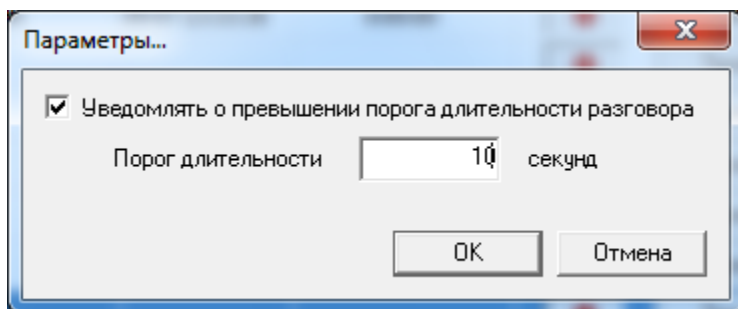 Параметры...
Уведомлять о превышении порога длительности разговора
Порог длительности 10 секунд
OK Отмена